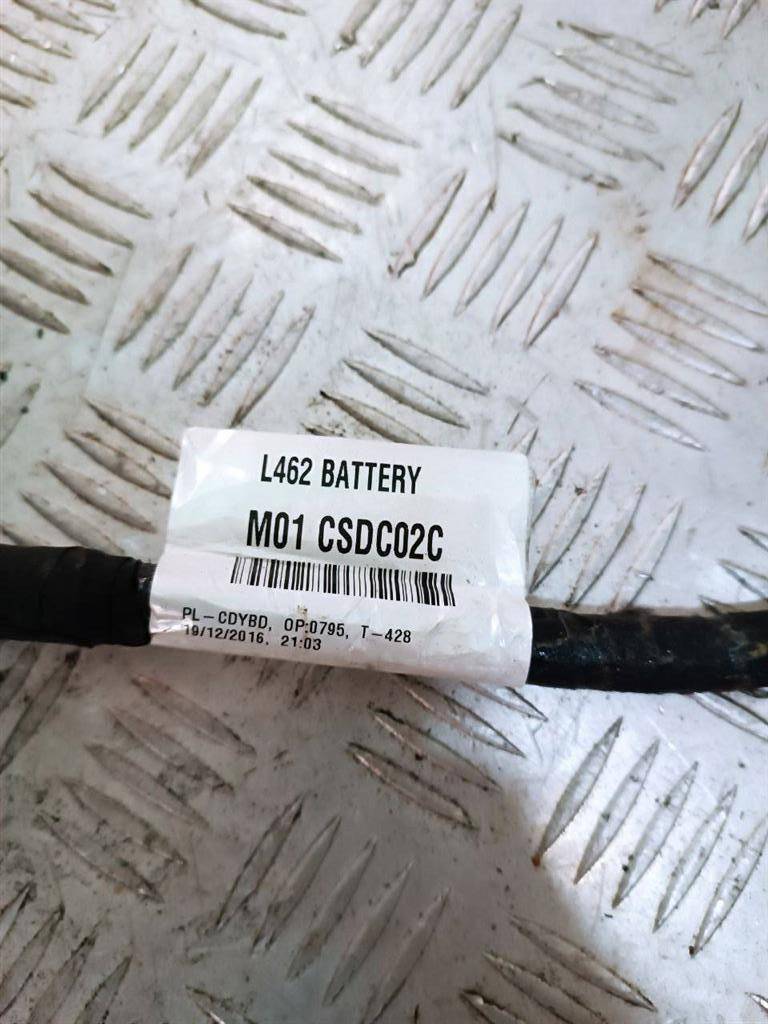 L462 BATTERY
M01 CSDC02C
PL-CDYBD, OP:0795, T-428
19/12/2016, 21:03